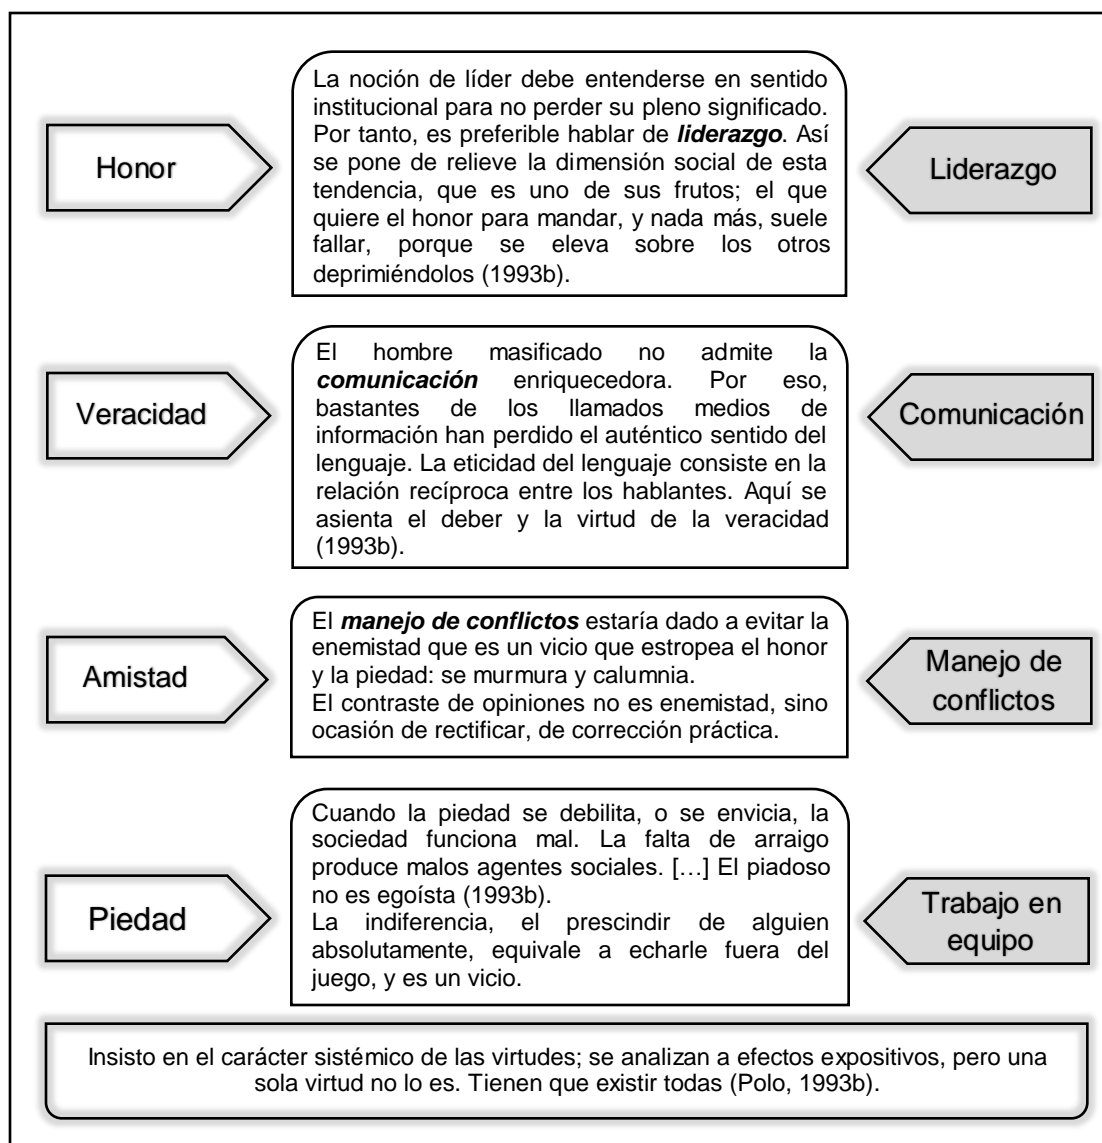 Honor
La noción de líder debe entenderse en sentido
institucional para no perder su pleno significado.
Por tanto, es preferible hablar de liderazgo. Así
se pone de relieve la dimensión social de esta
tendencia, que es uno de sus frutos; el que
quiere el honor para mandar, y nada más, suele
fallar, porque se eleva sobre los otros
deprimiéndolos (1993b).
Liderazgo
Veracidad
El hombre masificado no admite la
comunicación enriquecedora. Por eso,
bastantes de los llamados medios de
información han perdido el auténtico sentido del
lenguaje. La eticidad del lenguaje consiste en la
relación recíproca entre los hablantes. Aquí se
asienta el deber y la virtud de la veracidad
(1993b).
Comunicación
Amistad
El manejo de conflictos estaría dado a evitar la
enemistad que es un vicio que estropea el honor
y la piedad: se murmura y calumnia.
El contraste de opiniones no es enemistad, sino
ocasión de rectificar, de corrección práctica.
Manejo de
conflictos
Piedad
Cuando la piedad se debilita, o se envicia, la
sociedad funciona mal. La falta de arraigo
produce malos agentes sociales. […] El piadoso
no es egoísta (1993b).
La indiferencia, el prescindir de alguien
absolutamente, equivale a echarle fuera del
juego, y es un vicio.
Trabajo en
equipo
Insisto en el carácter sistémico de las virtudes; se analizan a efectos expositivos, pero una
sola virtud no lo es. Tienen que existir todas (Polo, 1993b).